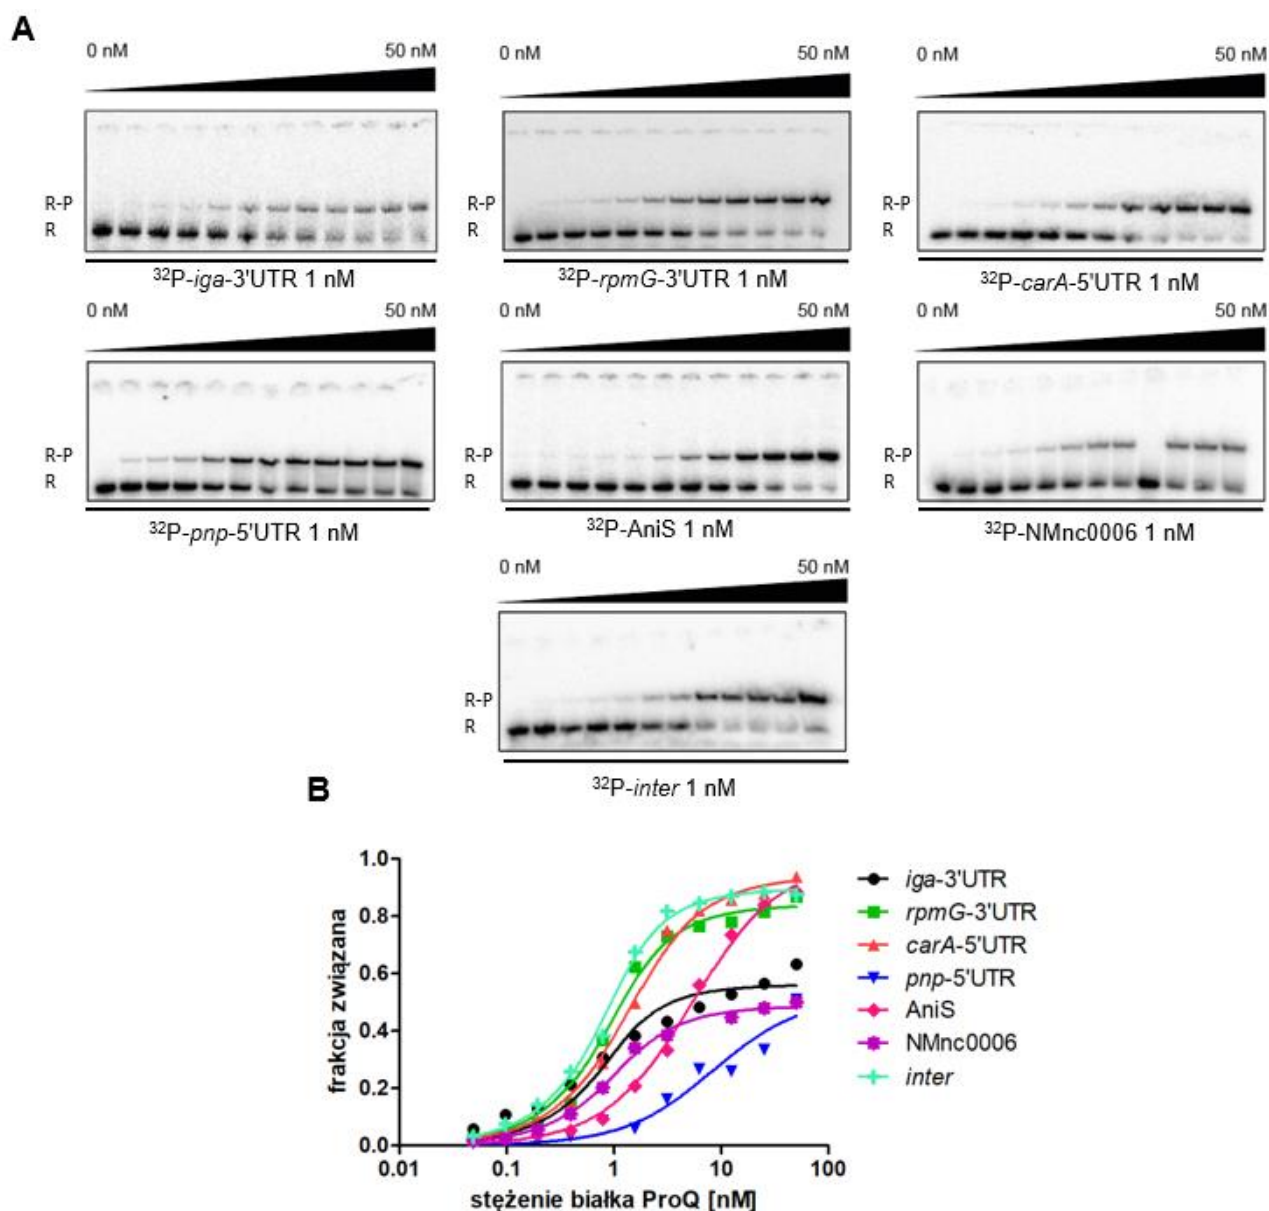 A
0 nM 50 nM
0 nM 50 nM
0 nM 50 nM
R-P
R
R-P
R
R-P
R
32P-iga-3'UTR 1 nM
32P-rpmG-3'UTR 1 nM
32P-carA-5'UTR 1 nM
0 nM 50 nM
0 nM 50 nM
0 nM 50 nM
R-P
R
R-P
R
R-P
R
32P-pnp-5'UTR 1 nM
32P-AniS 1 nM
32P-NMnc0006 1 nM
0 nM 50 nM
R-P
R
32P-inter 1 nM
B
frakcja związana
1.0
0.8
0.6
0.4
0.2
0.0
0.01 0.1 1 10 100
stężenie białka ProQ [nM]
iga-3'UTR
rpmG-3'UTR
carA-5'UTR
pnp-5'UTR
AniS
NMnc0006
inter